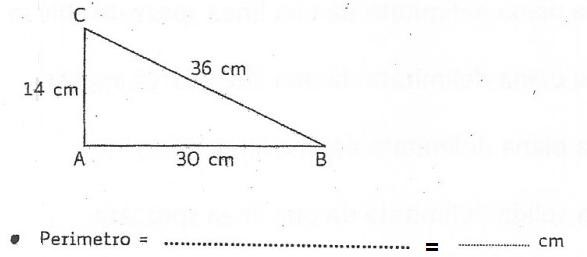 C
36 cm
14 cm
A
30 cm
B
• Perimetro = ........................................ = ............... cm